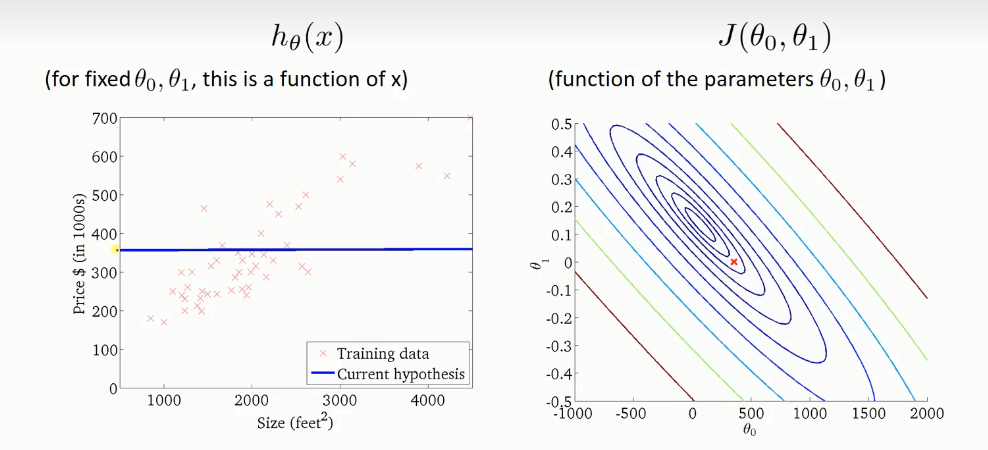 hθ(x)
(for fixed θ₀, θ₁, this is a function of x)
700
600
500
400
300
200
100
0
Price $ (in 1000s)
1000 2000 3000 4000
Size (feet²)
Training data
Current hypothesis
J(θ₀, θ₁)
(function of the parameters θ₀, θ₁)
0.5
0.4
0.3
0.2
0.1
0
-0.1
-0.2
-0.3
-0.4
-0.5
θ₁
-1000 -500 0 500 1000 1500 2000
θ₀